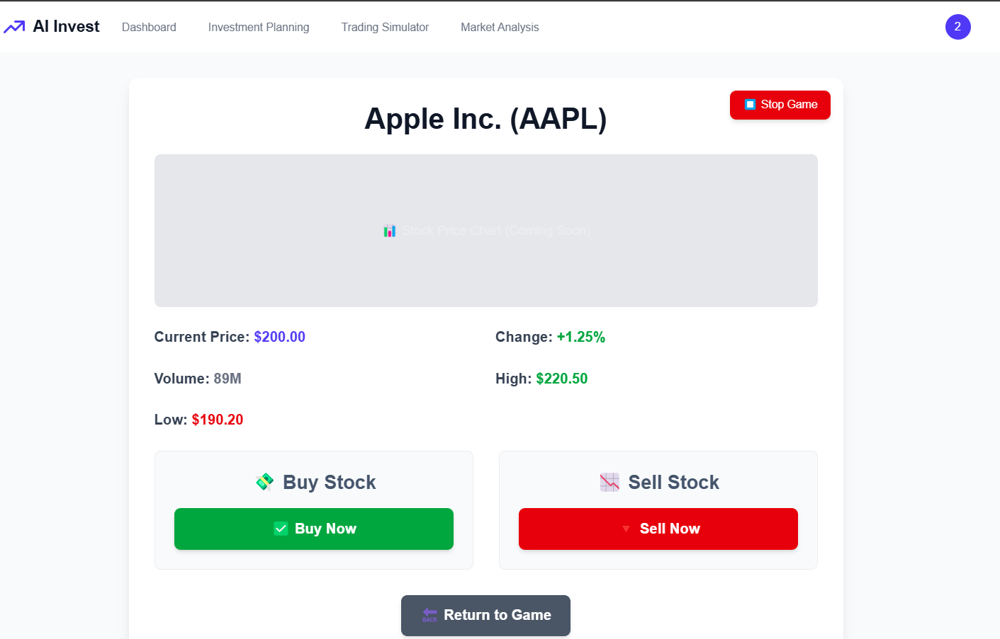 AI Invest
Dashboard
Investment Planning
Trading Simulator
Market Analysis
2
Stop Game
Apple Inc. (AAPL)
Stock Price Chart (Coming Soon)
Current Price: $200.00
Change: +1.25%
Volume: 89M
High: $220.50
Low: $190.20
Buy Stock
Buy Now
Sell Stock
Sell Now
BACK
Return to Game